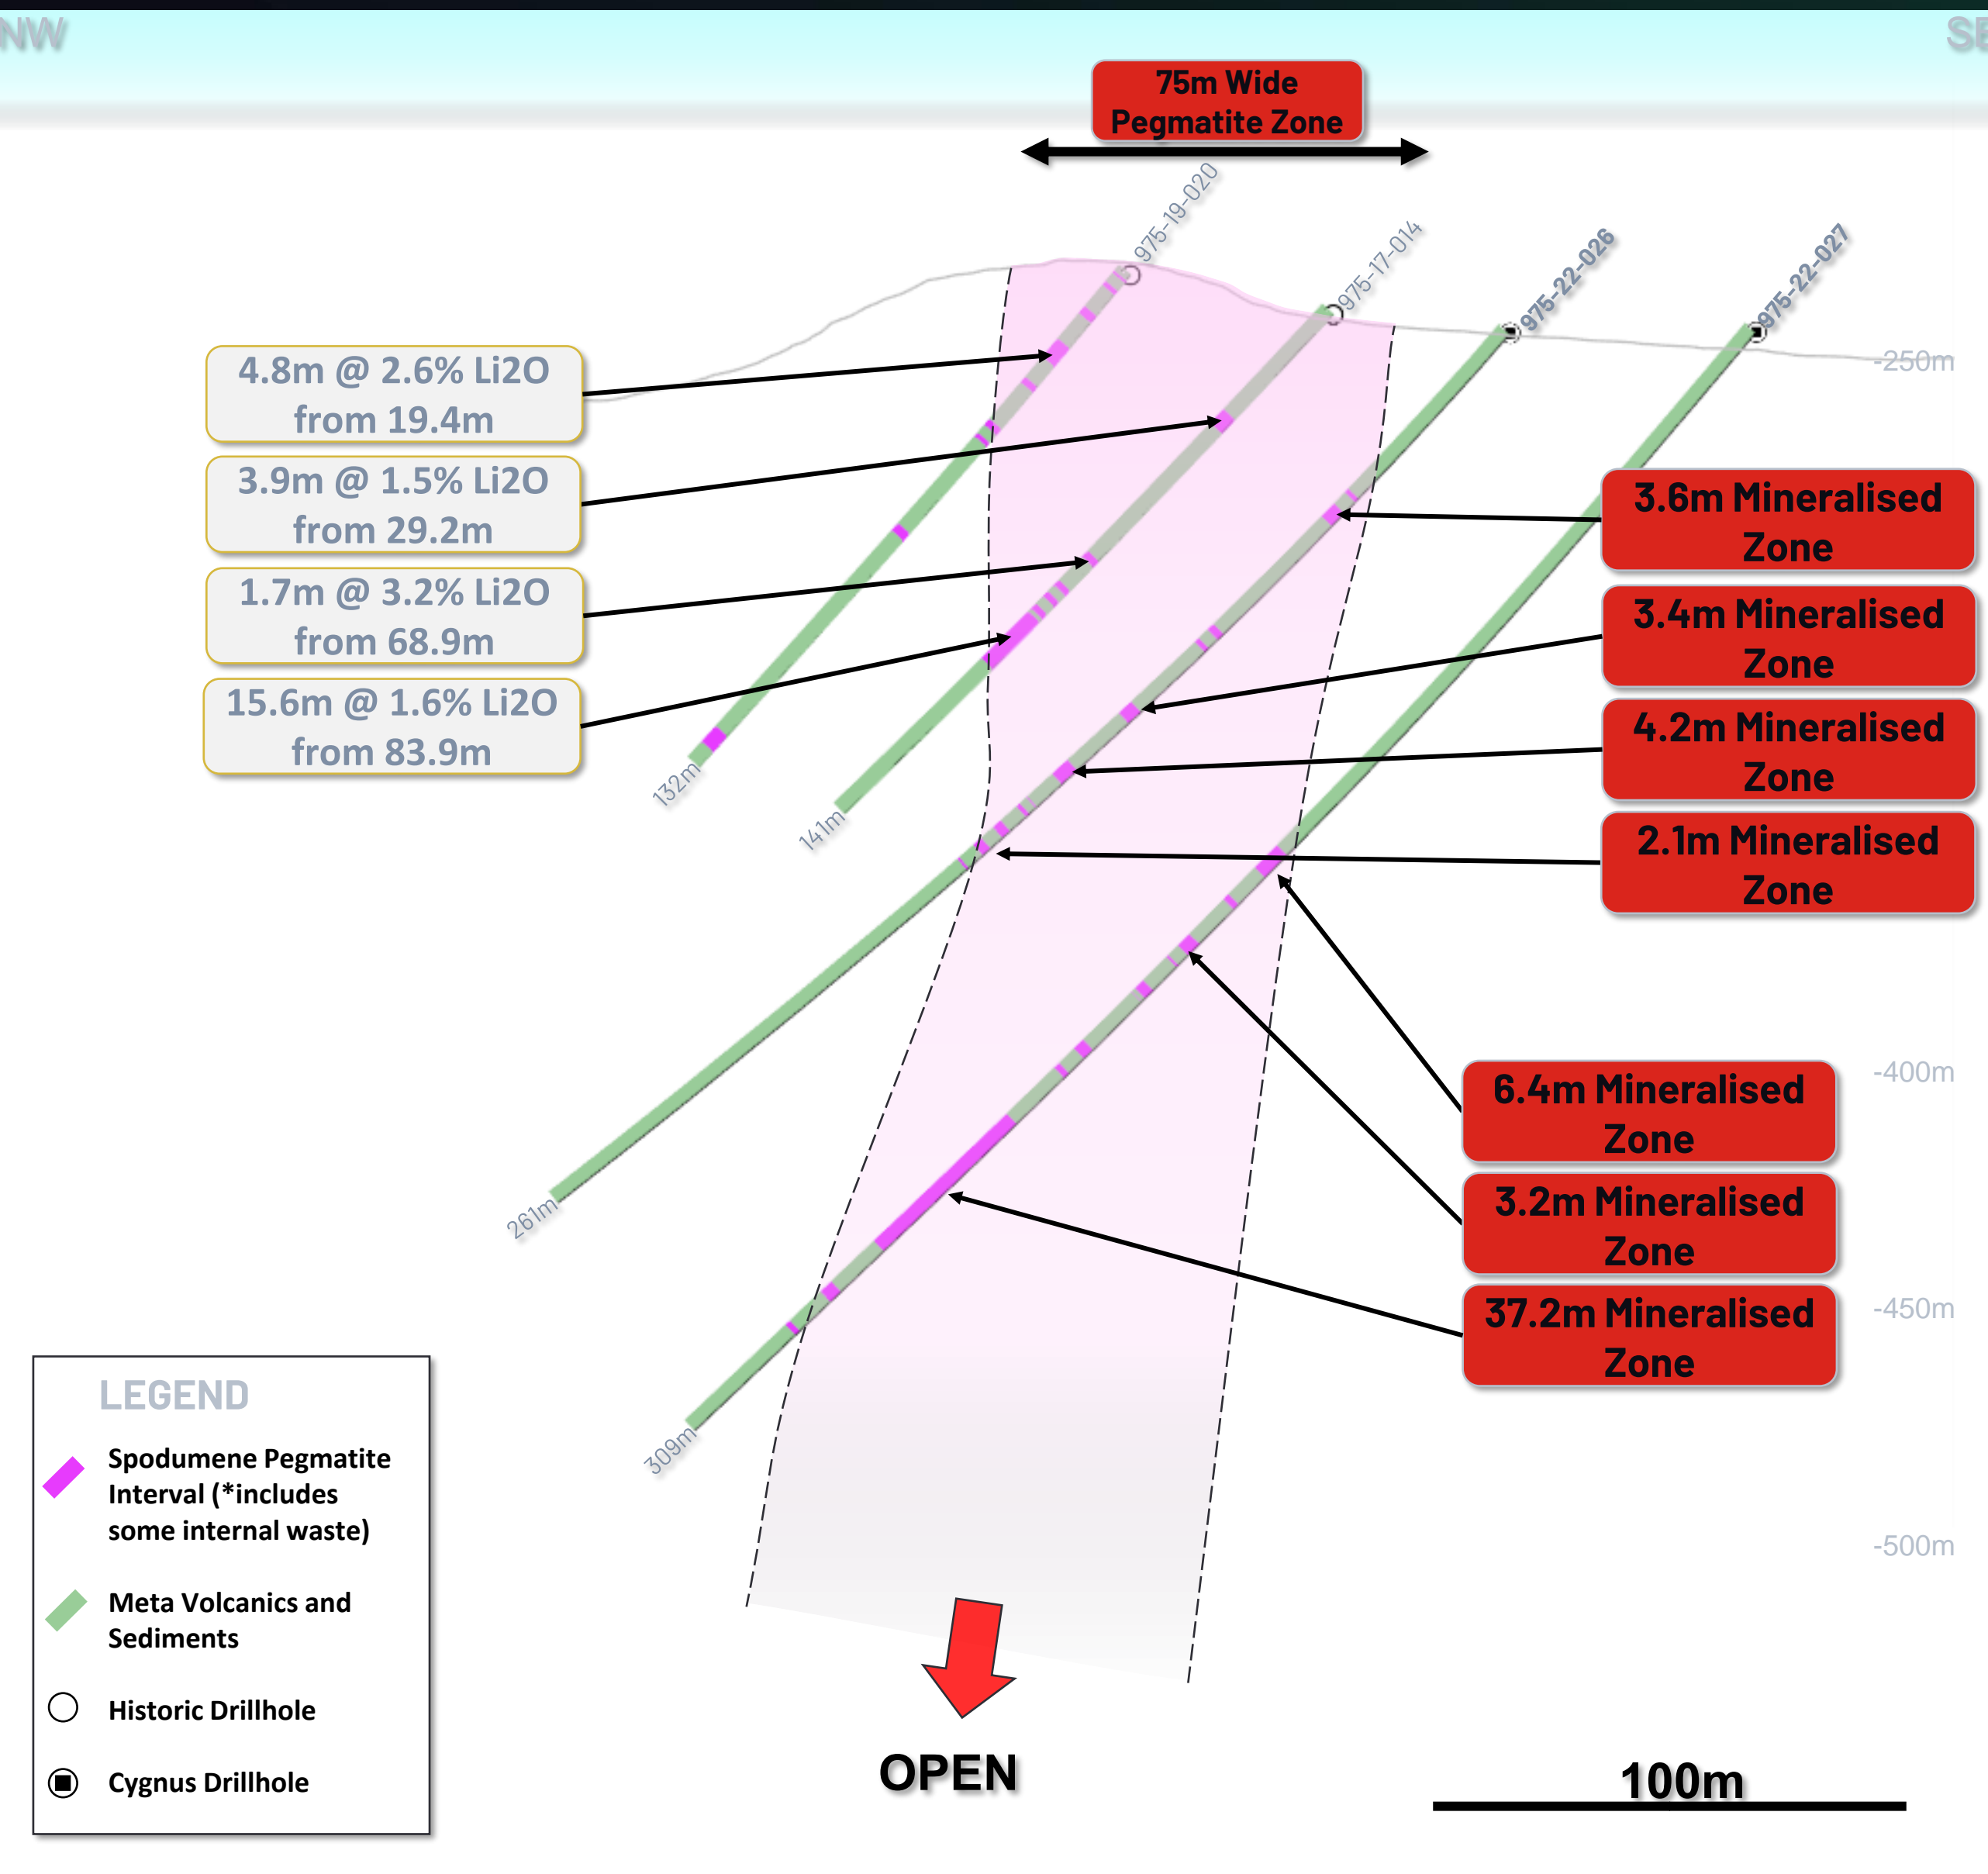 NW
SE
75m Wide
Pegmatite Zone
975-19-020
975-17-014
975-22-026
975-22-027
-250m
4.8m @ 2.6% Li2O
from 19.4m
3.9m @ 1.5% Li2O
from 29.2m
1.7m @ 3.2% Li2O
from 68.9m
15.6m @ 1.6% Li2O
from 83.9m
3.6m Mineralised
Zone
3.4m Mineralised
Zone
4.2m Mineralised
Zone
2.1m Mineralised
Zone
132m
141m
261m
309m
-400m
6.4m Mineralised
Zone
3.2m Mineralised
Zone
37.2m Mineralised
Zone
-450m
-500m
LEGEND
Spodumene Pegmatite
Interval (*includes
some internal waste)
Meta Volcanics and
Sediments
Historic Drillhole
Cygnus Drillhole
OPEN
100m